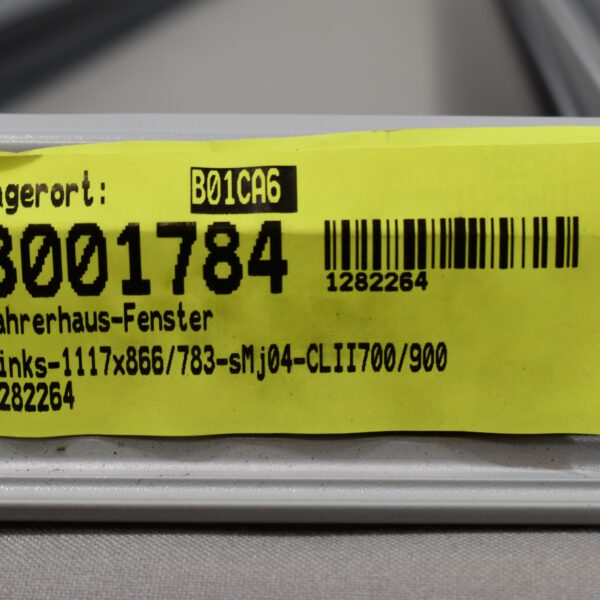 agerort: B01CA6
3001784
1282264
ahrerhaus-Fenster
inks-1117x866/783-sMj04-CLII700/900
282264